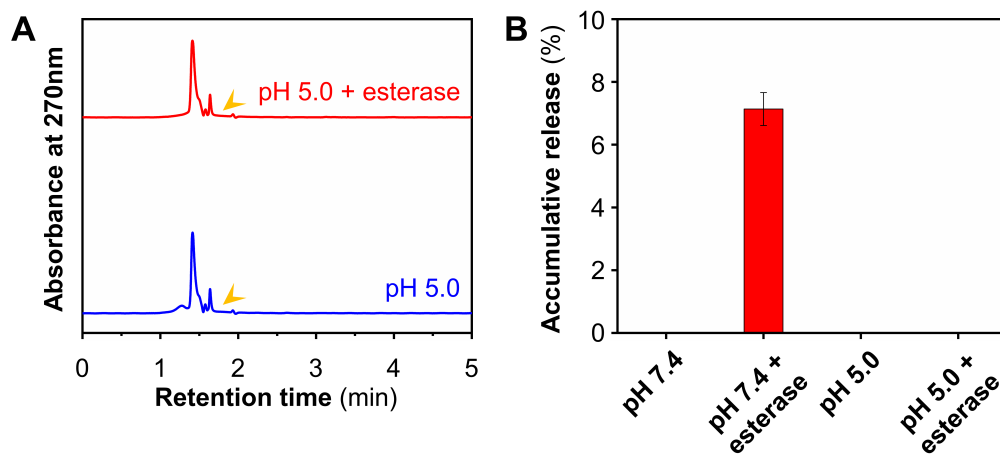 A
Absorbance at 270nm
pH 5.0 + esterase
pH 5.0
0 1 2 3 4 5
Retention time (min)
B
Accumulative release (%)
10
8
6
4
2
0
pH 7.4
pH 7.4 +
esterase
pH 5.0
pH 5.0 +
esterase